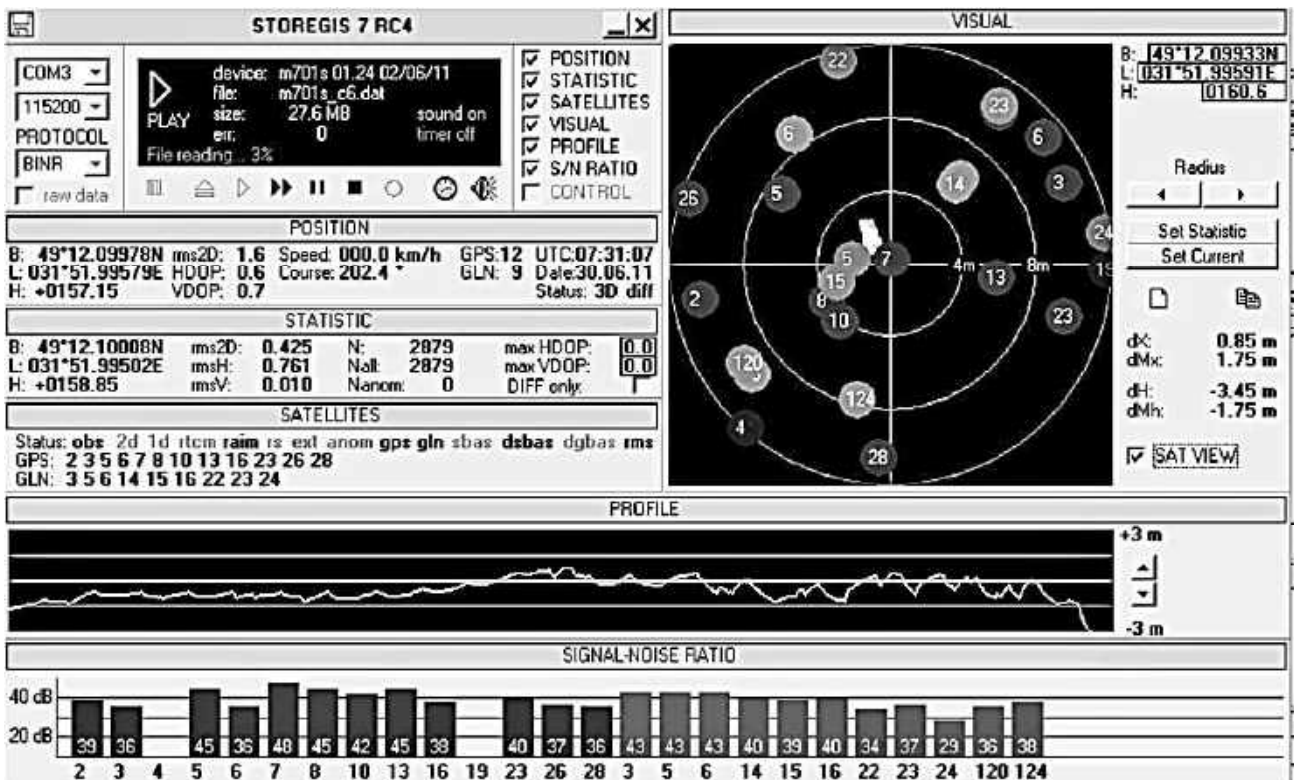 STOREGIS 7 RC4
COM3
115200
PROTOCOL
BINR
raw data
device: m701s 01.24 02/06/11
file: m701s_c6.dat
size: 27.6 MB sound on
err: 0 timer off
PLAY
File reading... 3%
POSITION
STATISTIC
SATELLITES
VISUAL
PROFILE
S/N RATIO
CONTROL
POSITION
B: 49°12.09978N rms2D: 1.6 Speed: 000.0 km/h GPS:12 UTC:07:31:07
L: 031°51.99579E HDOP: 0.6 Course: 202.4 ° GLN: 9 Date:30.06.11
H: +0157.15 VDOP: 0.7 Status: 3D diff
STATISTIC
B: 49°12.10008N rms2D: 0.425 N: 2879 max HDOP: 0.0
L: 031°51.99502E rmsH: 0.761 Nall: 2879 max VDOP: 0.0
H: +0158.85 rmsV: 0.010 Nanom: 0 DIFF only:
SATELLITES
Status: obs 2d 1d rtcm raim rs ext anom gps gln sbas dsbas dgbas rms
GPS: 2 3 5 6 7 8 10 13 16 23 26 28
GLN: 3 5 6 14 15 16 22 23 24
VISUAL
22
23
6
6
14
3
5
26
24
5
7
4m
8m
13
15
8
2
10
23
120
124
4
28
B: 49°12.09933N
L: 031°51.99591E
H: 0160.6
Radius
Set Statistic
Set Current
dX: 0.85 m
dMx: 1.75 m
dH: -3.45 m
dMh: -1.75 m
SAT VIEW
PROFILE
+3 m
-3 m
SIGNAL-NOISE RATIO
40 dB
20 dB
39 36 45 36 48 45 42 45 38 40 37 36 43 43 43 40 39 40 34 37 29 36 38
2 3 4 5 6 7 8 10 13 16 19 23 26 28 3 5 6 14 15 16 22 23 24 120 124